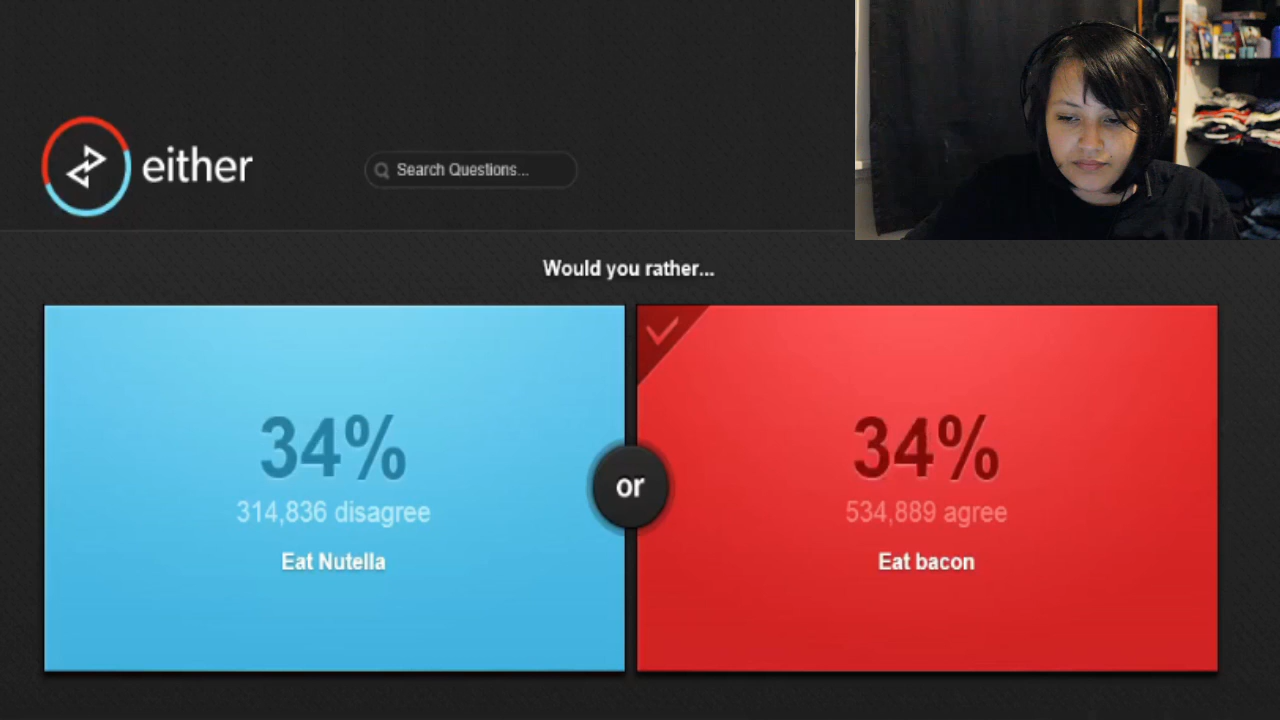 either
Search Questions...
Would you rather...
34%
314,836 disagree
Eat Nutella
or
34%
534,889 agree
Eat bacon